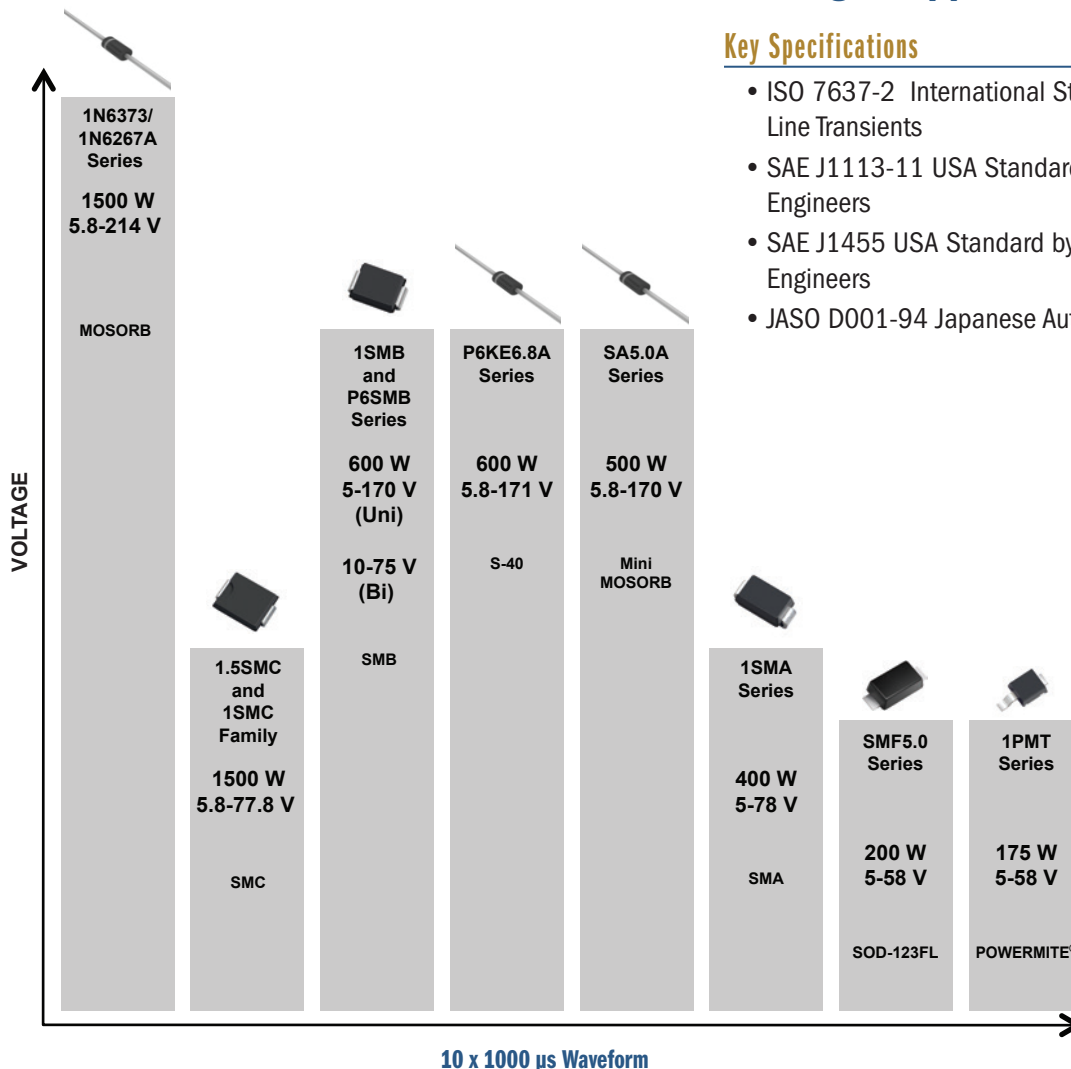 Key Specifications
• ISO 7637-2 International
Line Transients
• SAE J1113-11 USA
Engineers
• SAE J1455 USA Standard by
Engineers
• JASO D001-94 Japanese
VOLTAGE
1N6373/
1N6267A
Series
1500 W
5.8-214 V
MOSORB
1.5SMC
and
1SMC
Family
1500 W
5.8-77.8 V
SMC
1SMB
and
P6SMB
Series
600 W
5-170 V
(Uni)
10-75 V
(Bi)
SMB
P6KE6.8A
Series
600 W
5.8-171 V
S-40
SA5.0A
Series
500 W
5.8-170 V
Mini
MOSORB
1SMA
Series
400 W
5-78 V
SMA
SMF5.0
Series
200 W
5-58 V
SOD-123FL
1PMT
Series
175 W
5-58 V
POWERMITE
10 x 1000 µs Waveform